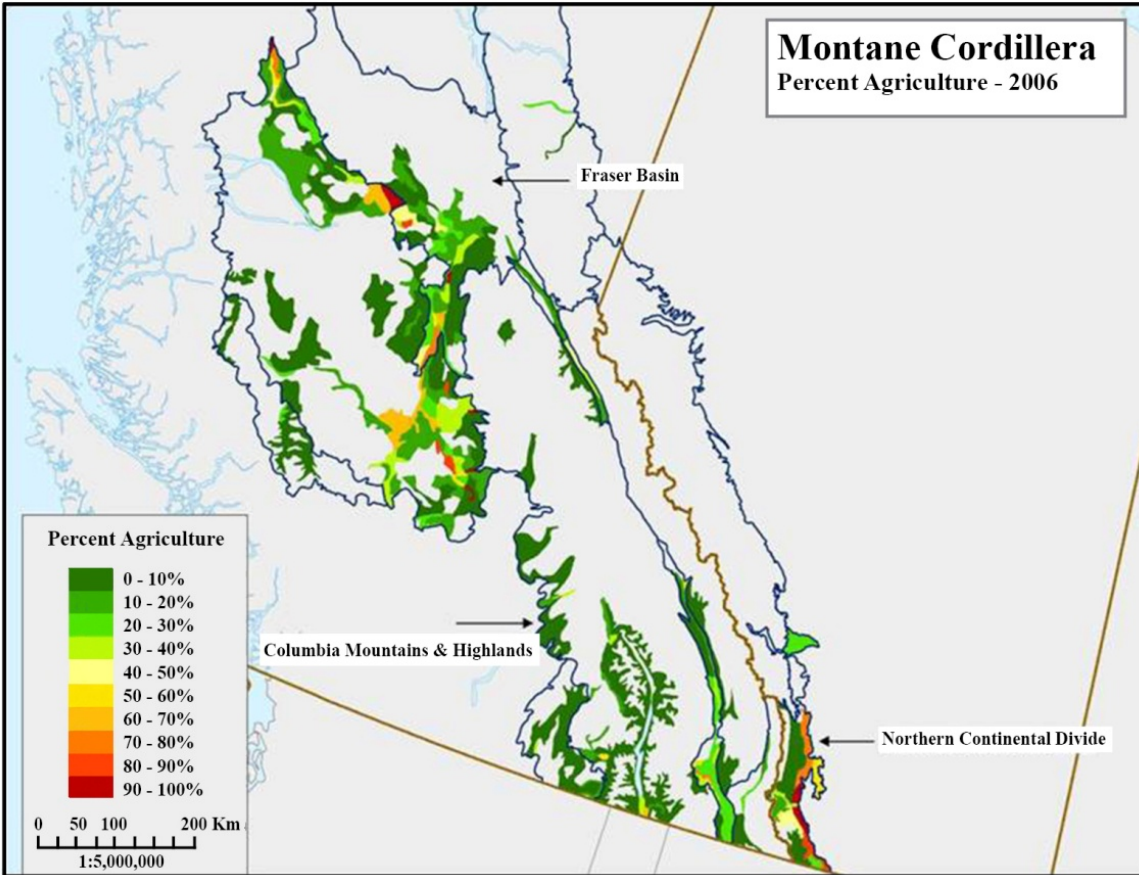 Montane Cordillera
Percent Agriculture - 2006
Fraser Basin
Percent Agriculture
0 - 10%
10 - 20%
20 - 30%
30 - 40%
40 - 50%
50 - 60%
60 - 70%
70 - 80%
80 - 90%
90 - 100%
Columbia Mountains & Highlands
Northern Continental Divide
0 50 100 200 Km
1:5,000,000